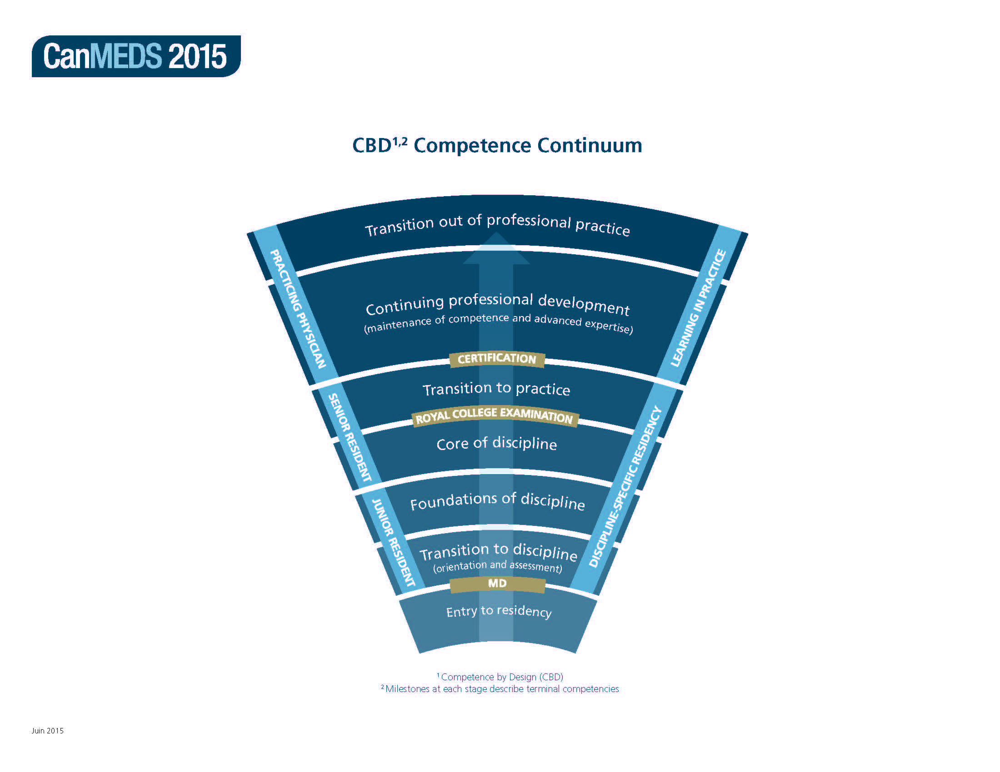 CanMEDS 2015
CBD¹,² Competence Continuum
Transition out of professional practice
PRACTICING PHYSICIAN
LEARNING IN PRACTICE
Continuing professional development
(maintenance of competence and advanced expertise)
CERTIFICATION
Transition to practice
SENIOR RESIDENT
DISCIPLINE-SPECIFIC RESIDENCY
ROYAL COLLEGE EXAMINATION
Core of discipline
Foundations of discipline
JUNIOR RESIDENT
Transition to discipline
(orientation and assessment)
MD
Entry to residency
¹ Competence by Design (CBD)
² Milestones at each stage describe terminal competencies
Juin 2015